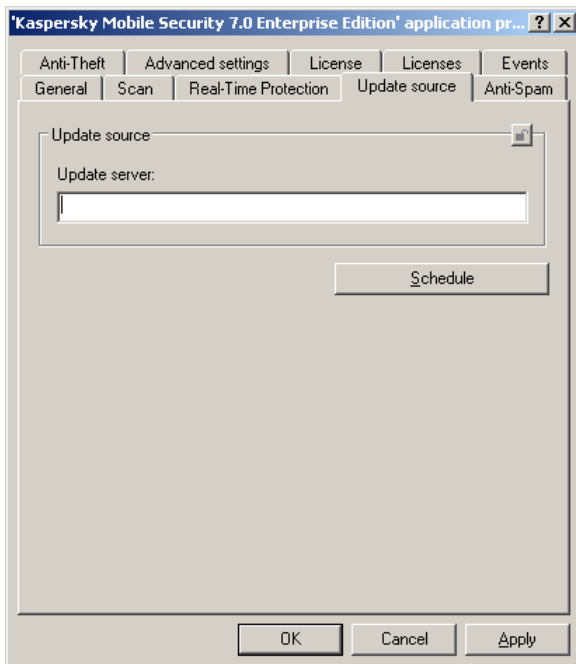 'Kaspersky Mobile Security 7.0 Enterprise Edition' application pr...
Anti-Theft Advanced settings License Licenses Events
General Scan Real-Time Protection Update source Anti-Spam
Update source
Update server:
Schedule
OK Cancel Apply